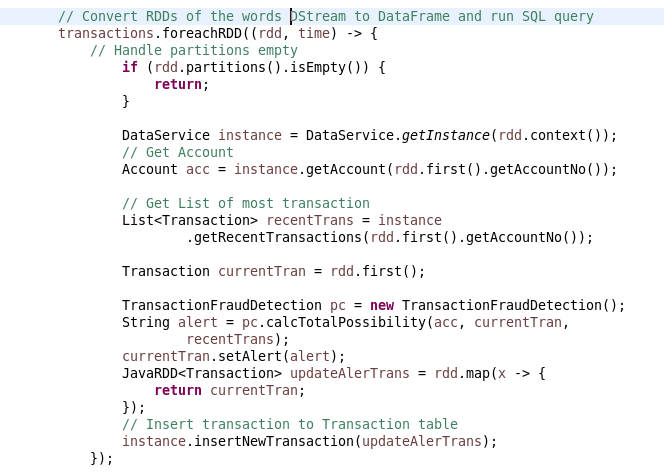 // Convert RDDs of the words DStream to DataFrame and run SQL query
transactions.foreachRDD((rdd, time) -> {
// Handle partitions empty
if (rdd.partitions().isEmpty()) {
return;
}
DataService instance = DataService.getInstance(rdd.context());
// Get Account
Account acc = instance.getAccount(rdd.first().getAccountNo());
// Get List of most transaction
List<Transaction> recentTrans = instance
.getRecentTransactions(rdd.first().getAccountNo());
Transaction currentTran = rdd.first();
TransactionFraudDetection pc = new TransactionFraudDetection();
String alert = pc.calcTotalPossibility(acc, currentTran,
recentTrans);
currentTran.setAlert(alert);
JavaRDD<Transaction> updateAlerTrans = rdd.map(x -> {
return currentTran;
});
// Insert transaction to Transaction table
instance.insertNewTransaction(updateAlerTrans);
});